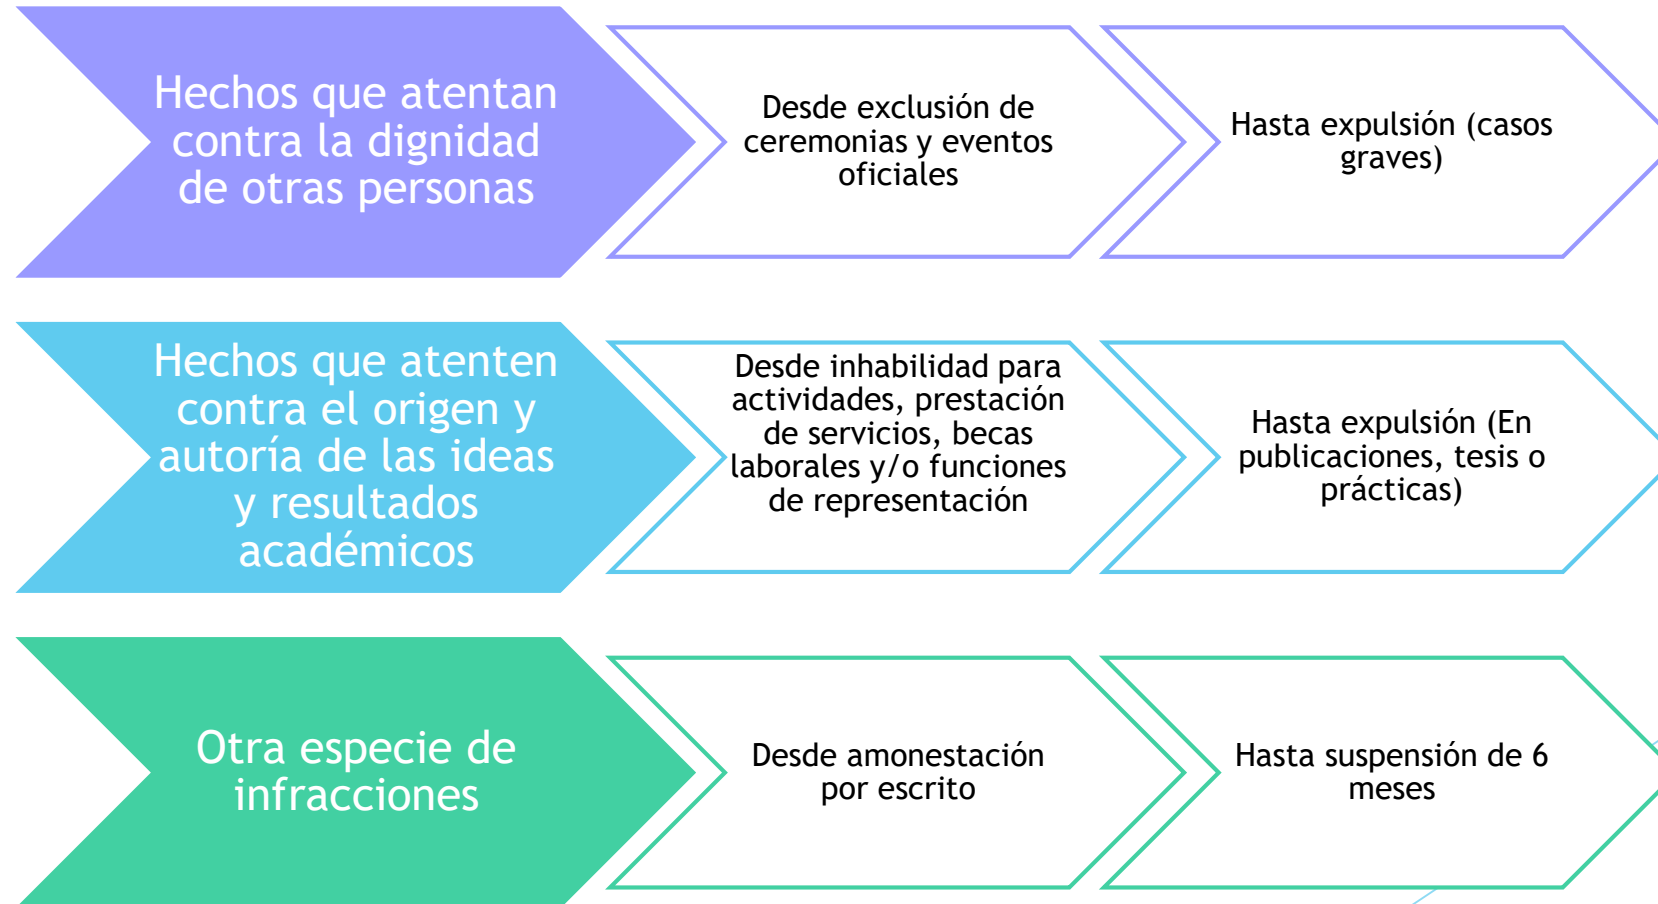 Hechos que atentan
contra la dignidad
de otras personas
Desde exclusión de
ceremonias y eventos
oficiales
Hasta expulsión (casos
graves)
Hechos que atenten
contra el origen y
autoría de las ideas
y resultados
académicos
Desde inhabilidad para
actividades, prestación
de servicios, becas
laborales y/o funciones
de representación
Hasta expulsión (En
publicaciones, tesis o
prácticas)
Otra especie de
infracciones
Desde amonestación
por escrito
Hasta suspensión de 6
meses